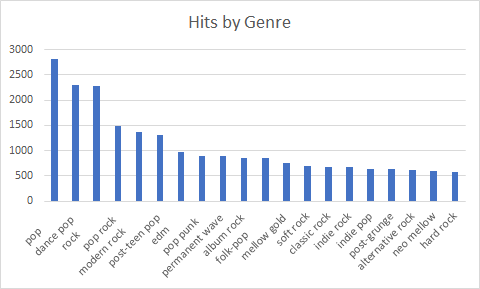 Hits by Genre
3000
2500
2000
1500
1000
500
0
pop
dance pop
rock
pop rock
modern rock
post-teen pop
edm
pop punk
permanent wave
album rock
folk-pop
mellow gold
soft rock
classic rock
indie rock
indie pop
post-grunge
alternative rock
neo mellow
hard rock